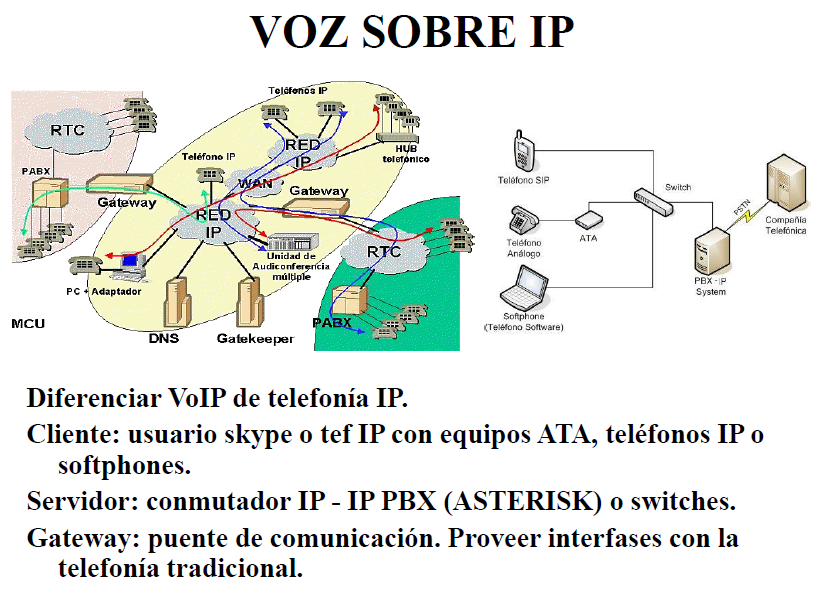 VOZ SOBRE IP
Teléfonos IP
RTC
PABX
Gateway
Teléfono IP
RED
IP
HUB
telefónico
WAN
Gateway
RED
IP
Unidad de
Audiconferencia
múltiple
RTC
PC + Adaptador
MCU
DNS
Gatekeeper
PABX
Teléfono SIP
Switch
Teléfono
Análogo
ATA
PSTN
Compañía
Telefónica
PBX - IP
System
Softphone
(Teléfono Software)
Diferenciar VoIP de telefonía IP.
Cliente: usuario skype o tef IP con equipos ATA, teléfonos IP o
softphones.
Servidor: conmutador IP - IP PBX (ASTERISK) o switches.
Gateway: puente de comunicación. Proveer interfases con la
telefonía tradicional.